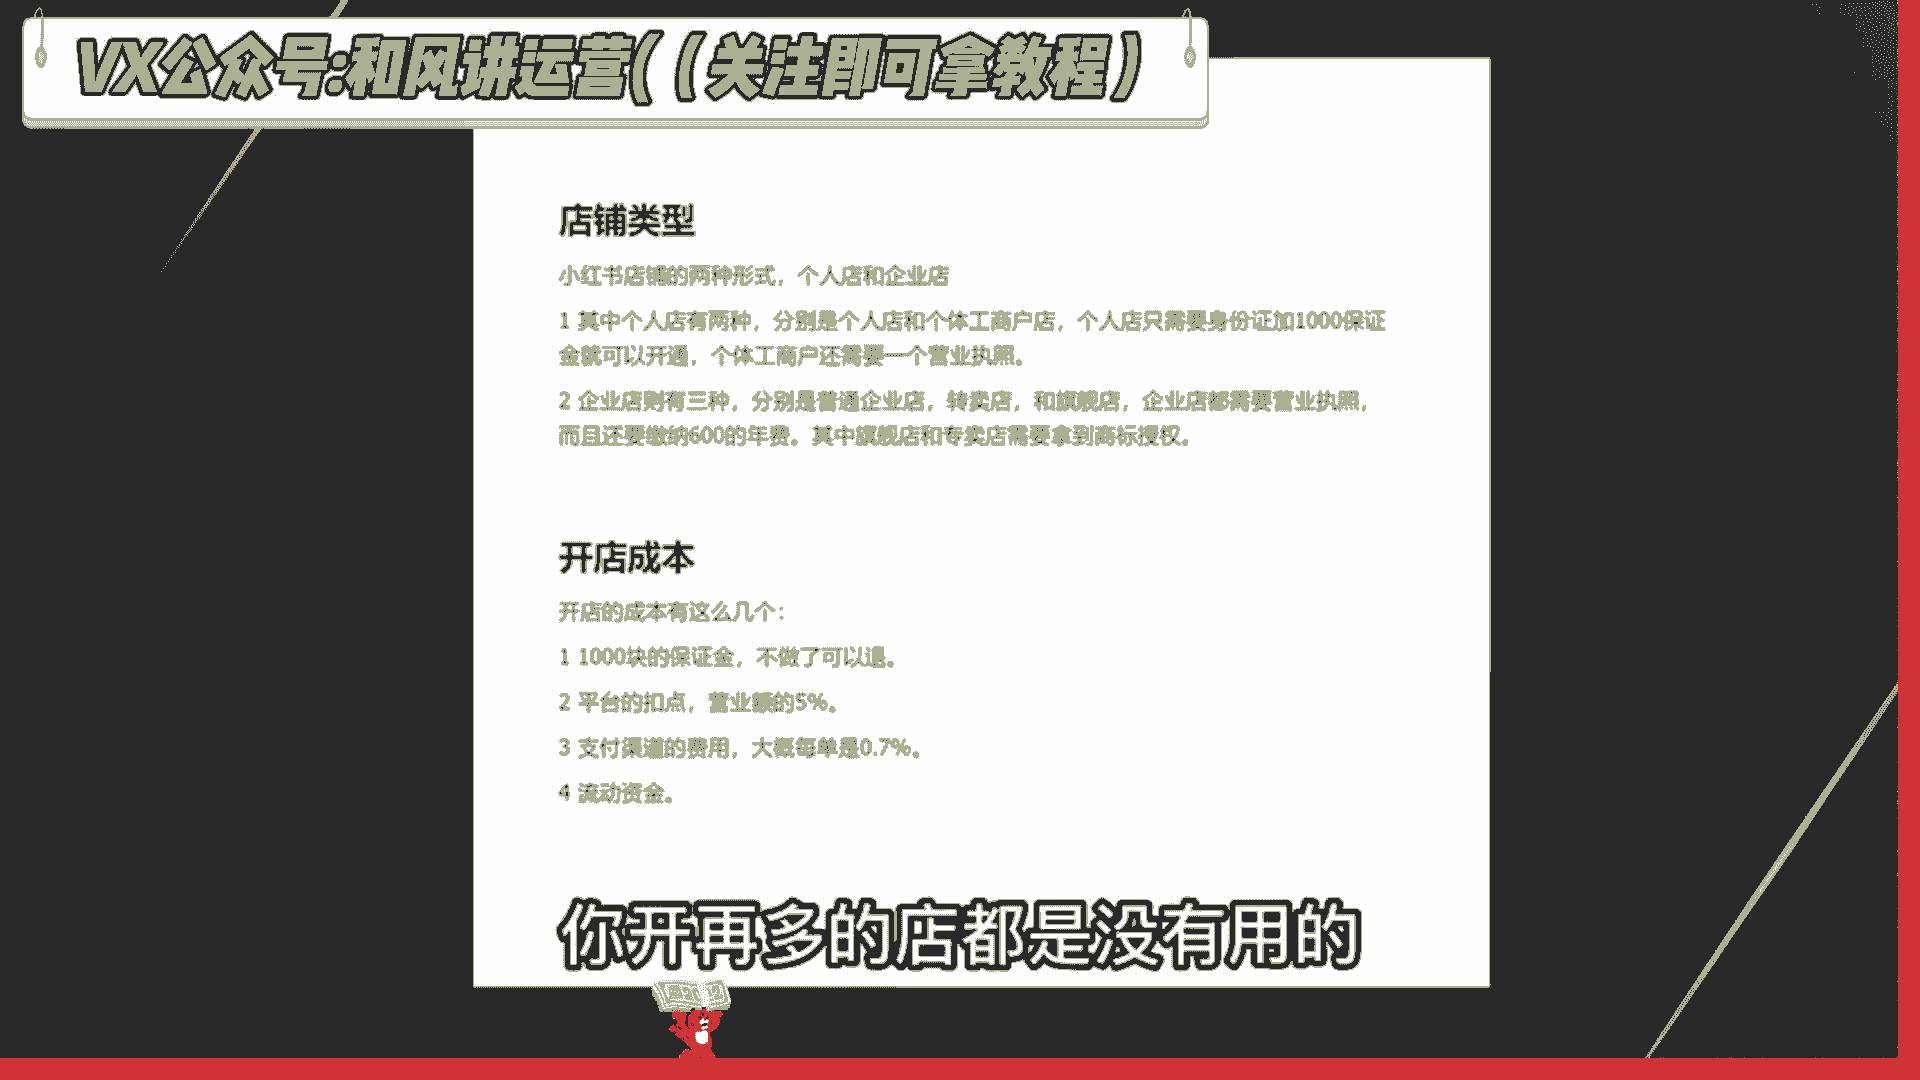 VX公众号:和风讲运营((关注即可拿教程)
店铺类型
小红书店铺的两种形式，个人店和企业店
1 其中个人店有两种，分别是个人店和个体工商户店，个人店只需要身份证加1000保证
金就可以开通，个体工商户还需要一个营业执照。
2 企业店则有三种，分别是普通企业店，转卖店，和旗舰店，企业店都需要营业执照，
而且还要缴纳600的年费。其中旗舰店和专卖店需要拿到商标授权。
开店成本
开店的成本有这么几个：
1 1000块的保证金，不做了可以退。
2 平台的扣点，营业额的5%。
3 支付渠道的费用，大概每单是0.7%。
4 流动资金。
你开再多的店都是没有用的